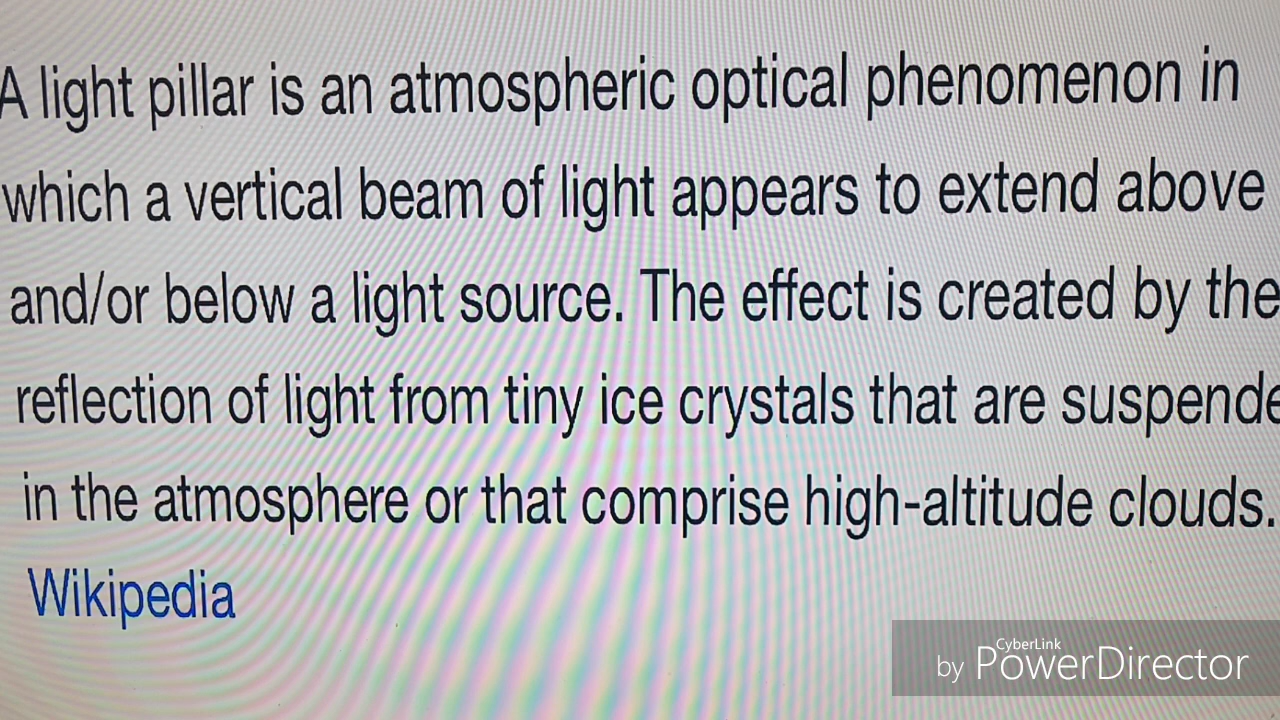 A light pillar is an atmospheric optical phenomenon in
which a vertical beam of light appears to extend above
and/or below a light source. The effect is created by the
reflection of light from tiny ice crystals that are suspende
in the atmosphere or that comprise high-altitude clouds.
Wikipedia
CyberLink
by PowerDirector